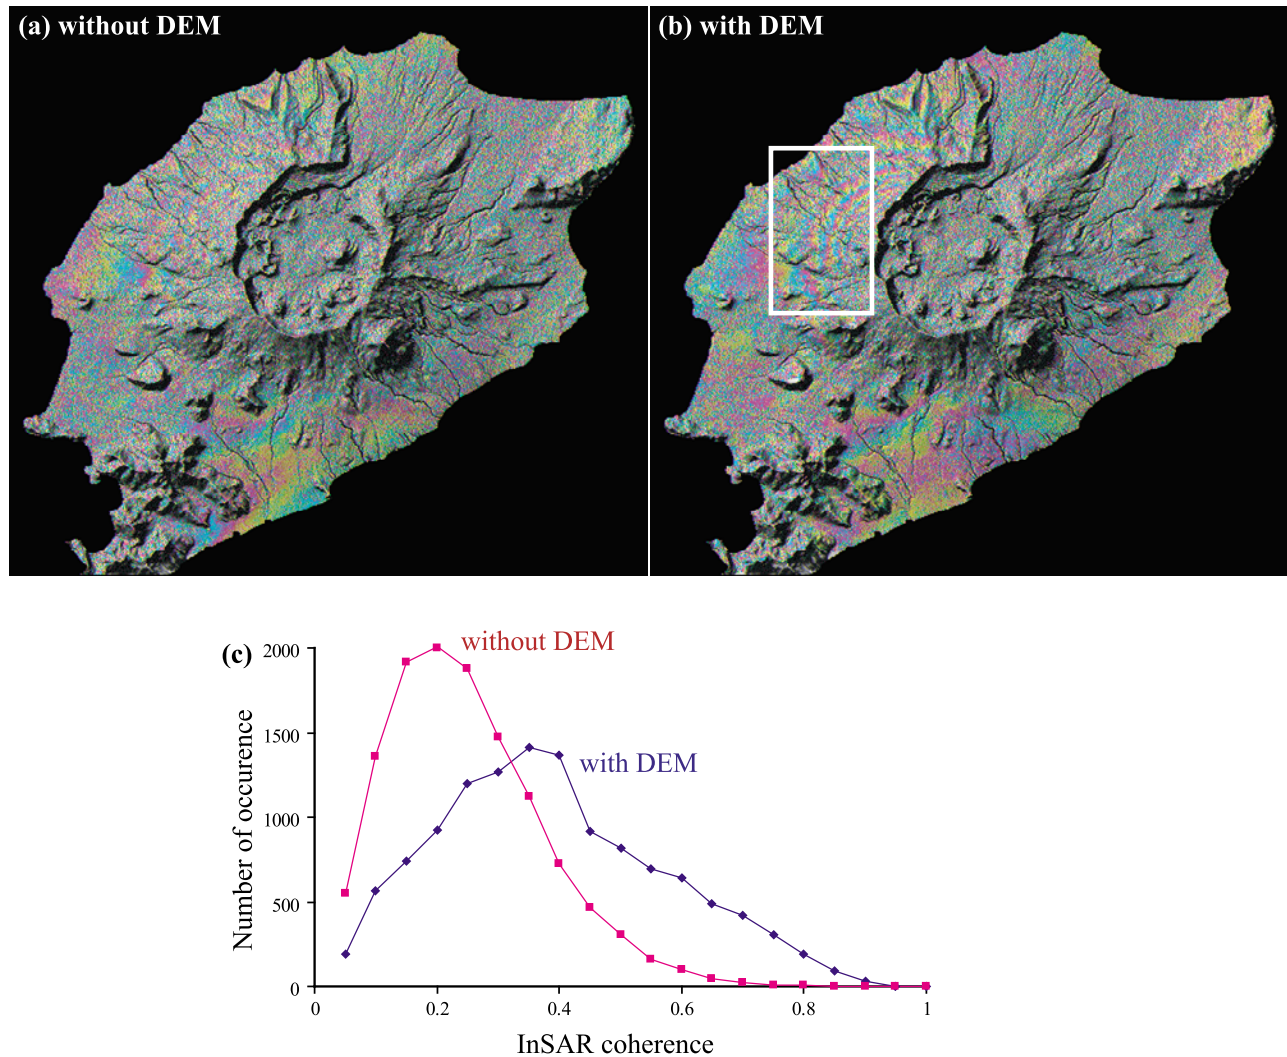 (a) without DEM
(b) with DEM
(c)
without DEM
with DEM
Number of occurence
2000
1500
1000
500
0
0
0.2
0.4
0.6
0.8
1
InSAR coherence